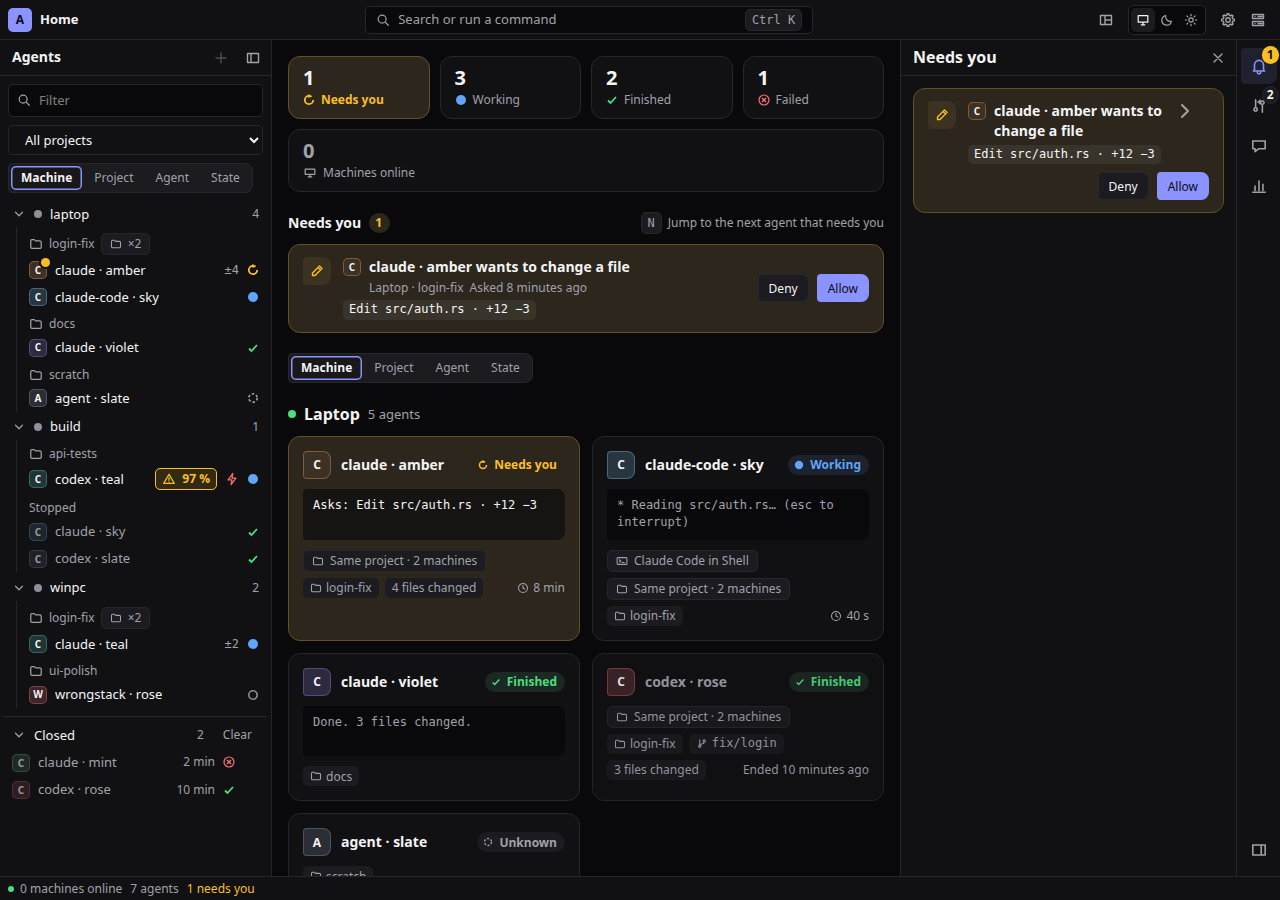 A Home
Search or run a command Ctrl K
Agents
Filter
All projects
Machine Project Agent State
laptop 4
login-fix ×2
C claude · amber ±4
C claude-code · sky
docs
C claude · violet
scratch
A agent · slate
build 1
api-tests
C codex · teal 97 %
Stopped
C claude · sky
C codex · slate
winpc 2
login-fix ×2
C claude · teal ±2
ui-polish
W wrongstack · rose
Closed 2 Clear
C claude · mint 2 min
C codex · rose 10 min
1
Needs you
3
Working
2
Finished
1
Failed
0
Machines online
Needs you 1
N Jump to the next agent that needs you
C claude · amber wants to change a file
Laptop · login-fix Asked 8 minutes ago
Edit src/auth.rs · +12 −3
Deny Allow
Machine Project Agent State
Laptop 5 agents
C claude · amber Needs you
Asks: Edit src/auth.rs · +12 −3
Same project · 2 machines
login-fix 4 files changed 8 min
C claude-code · sky Working
* Reading src/auth.rs… (esc to
interrupt)
Claude Code in Shell
Same project · 2 machines
login-fix 40 s
C claude · violet Finished
Done. 3 files changed.
docs
C codex · rose Finished
Same project · 2 machines
login-fix fix/login
3 files changed Ended 10 minutes ago
A agent · slate Unknown
scratch
Needs you
C claude · amber wants to
change a file
Edit src/auth.rs · +12 −3
Deny Allow
1
2
0 machines online 7 agents 1 needs you